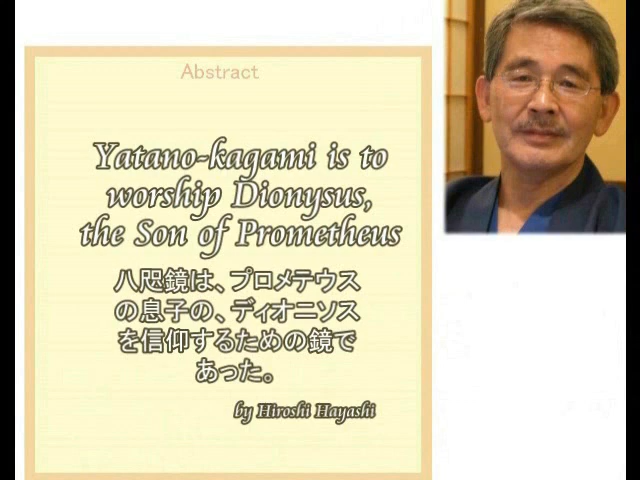 Abstract
Yatano-kagami is to
worship Dionysus,
the Son of Prometheus
八咫鏡は、プロメテウス
の息子の、ディオニソス
を信仰するための鏡で
あった。
by Hiroshi Hayashi